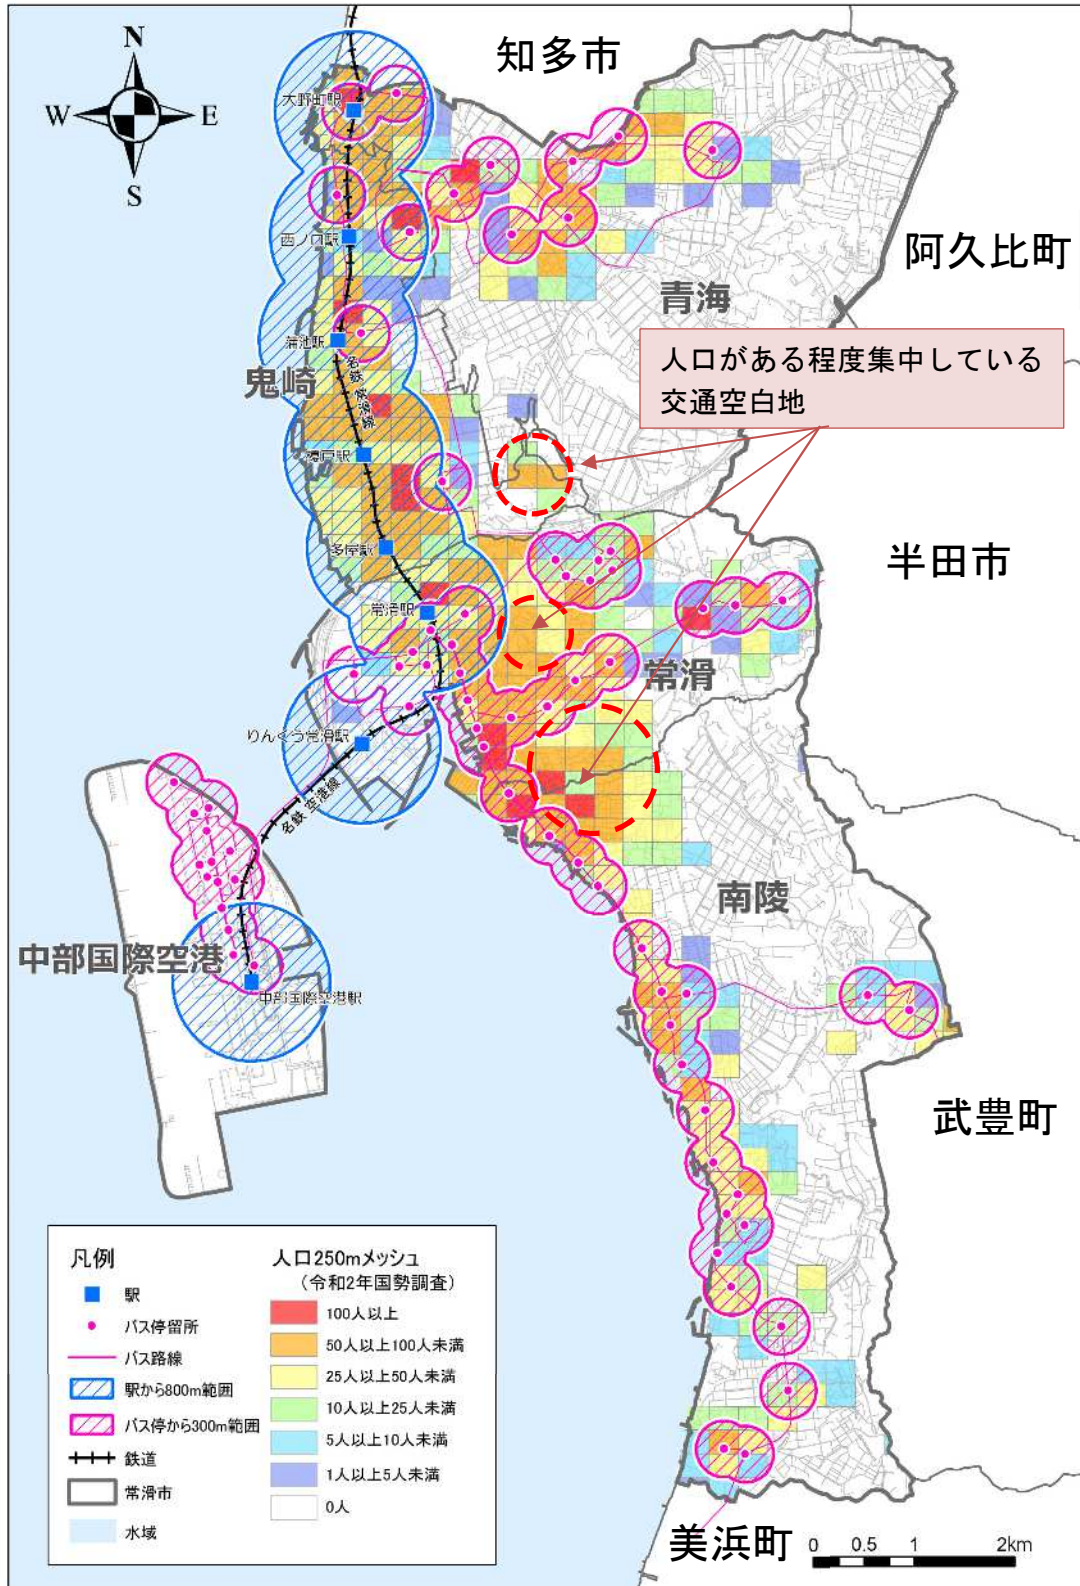 N
W
E
S
知多市
大野町駅
西ノ口駅
阿久比町
青海
蒲池駅
鬼崎
名鉄 常滑線
人口がある程度集中している
交通空白地
榎戸駅
多屋駅
半田市
常滑駅
常滑
りんくう常滑駅
名鉄 空港線
南陵
中部国際空港
中部国際空港駅
武豊町
凡例
駅
バス停留所
バス路線
駅から800m範囲
バス停から300m範囲
鉄道
常滑市
水域
人口250mメッシュ
(令和2年国勢調査)
100人以上
50人以上100人未満
25人以上50人未満
10人以上25人未満
5人以上10人未満
1人以上5人未満
0人
美浜町
0 0.5 1 2km